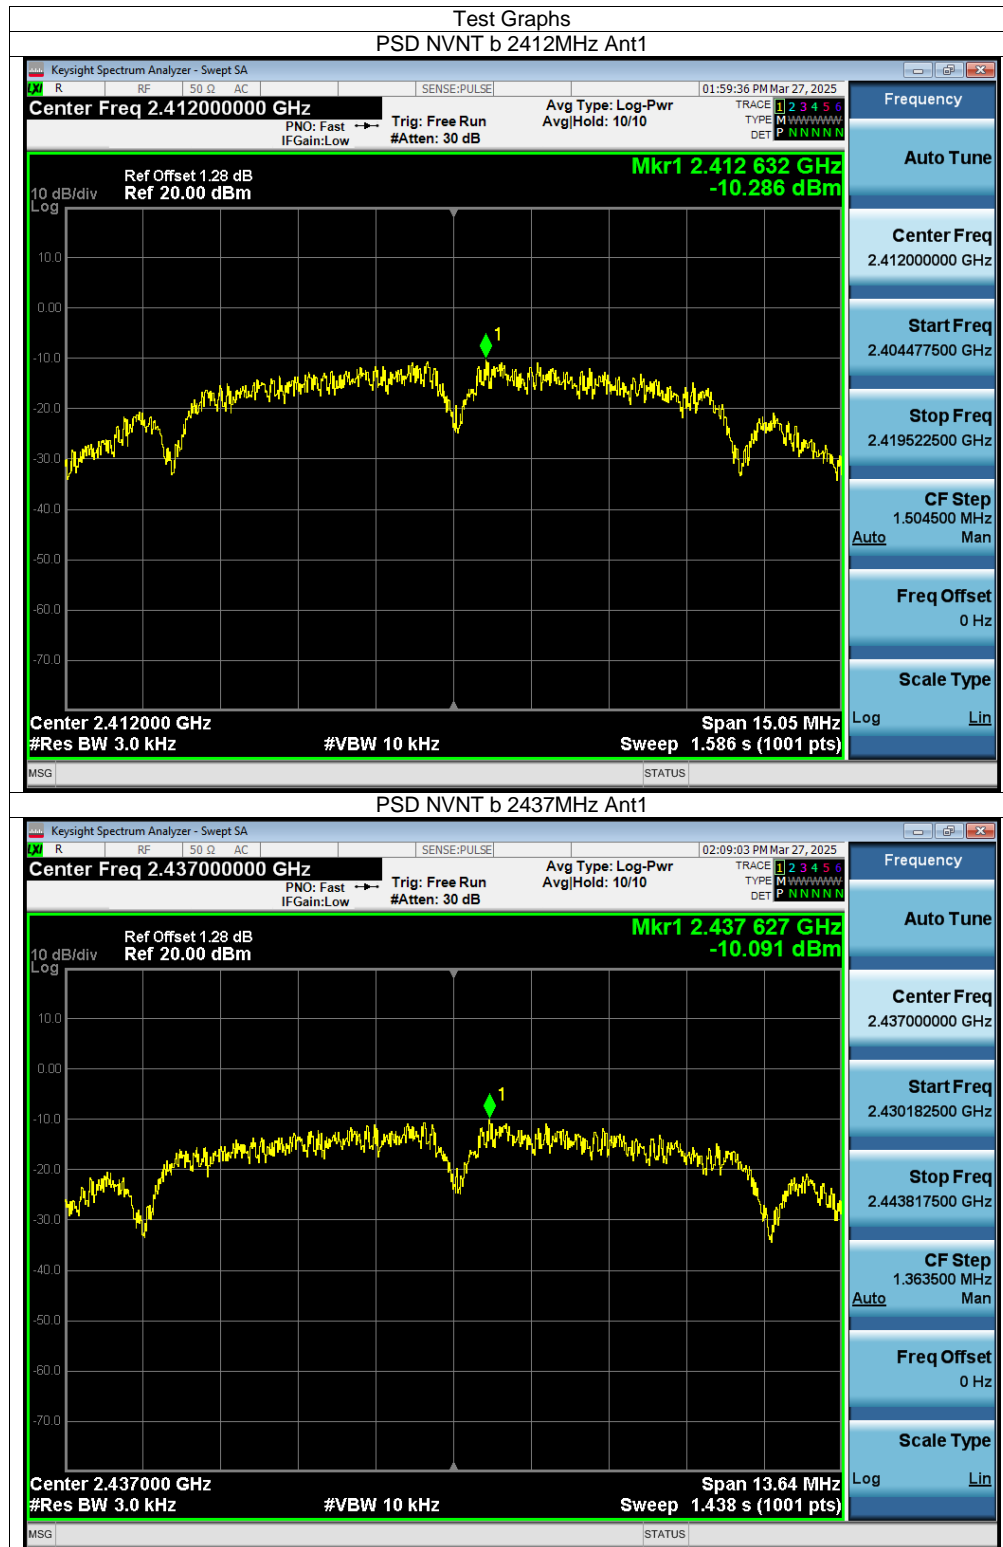 Test Graphs
PSD NVNT b 2412MHz Ant1
Keysight Spectrum Analyzer - Swept SA
LXI R RF 50 Ω AC SENSE:PULSE 01:59:36 PM Mar 27, 2025
Center Freq 2.412000000 GHz
PNO: Fast
IFGain:Low
Trig: Free Run
#Atten: 30 dB
Avg Type: Log-Pwr
Avg|Hold: 10/10
TRACE 1 2 3 4 5 6
TYPE M W W W W W
DET P N N N N N
Mkr1 2.412 632 GHz
-10.286 dBm
Ref Offset 1.28 dB
10 dB/div Ref 20.00 dBm
Log
10.0
0.00
-10.0
-20.0
-30.0
-40.0
-50.0
-60.0
-70.0
1
Center 2.412000 GHz Span 15.05 MHz
#Res BW 3.0 kHz #VBW 10 kHz Sweep 1.586 s (1001 pts)
MSG STATUS
Frequency
Auto Tune
Center Freq
2.412000000 GHz
Start Freq
2.404477500 GHz
Stop Freq
2.419522500 GHz
CF Step
1.504500 MHz
Auto Man
Freq Offset
0 Hz
Scale Type
Log Lin
PSD NVNT b 2437MHz Ant1
Keysight Spectrum Analyzer - Swept SA
LXI R RF 50 Ω AC SENSE:PULSE 02:09:03 PM Mar 27, 2025
Center Freq 2.437000000 GHz
PNO: Fast
IFGain:Low
Trig: Free Run
#Atten: 30 dB
Avg Type: Log-Pwr
Avg|Hold: 10/10
TRACE 1 2 3 4 5 6
TYPE M W W W W W
DET P N N N N N
Mkr1 2.437 627 GHz
-10.091 dBm
Ref Offset 1.28 dB
10 dB/div Ref 20.00 dBm
Log
10.0
0.00
-10.0
-20.0
-30.0
-40.0
-50.0
-60.0
-70.0
1
Center 2.437000 GHz Span 13.64 MHz
#Res BW 3.0 kHz #VBW 10 kHz Sweep 1.438 s (1001 pts)
MSG STATUS
Frequency
Auto Tune
Center Freq
2.437000000 GHz
Start Freq
2.430182500 GHz
Stop Freq
2.443817500 GHz
CF Step
1.363500 MHz
Auto Man
Freq Offset
0 Hz
Scale Type
Log Lin